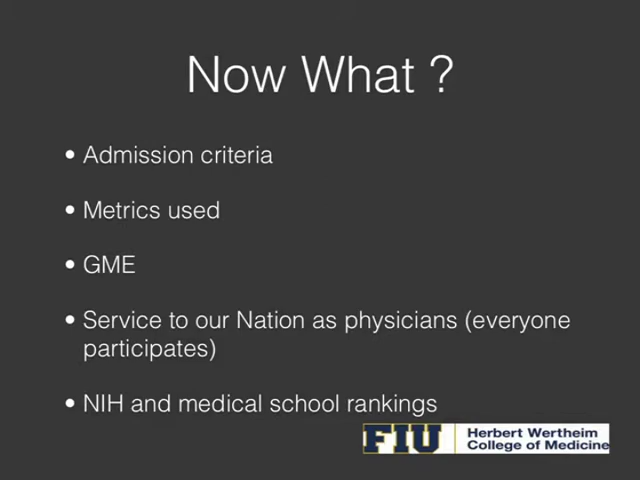 Now What ?
• Admission criteria
• Metrics used
• GME
• Service to our Nation as physicians (everyone
participates)
• NIH and medical school rankings
FIU
Herbert Wertheim
College of Medicine